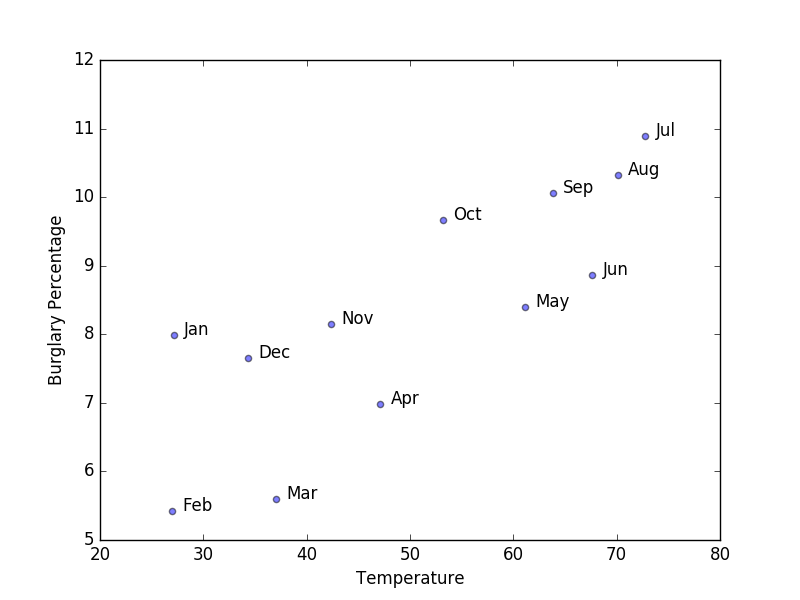 12
11
Jul
Aug
10
Sep
Oct
9
Jun
May
8
Jan
Nov
Dec
7
Apr
6
Mar
Feb
5
20 30 40 50 60 70 80
Temperature
Burglary Percentage